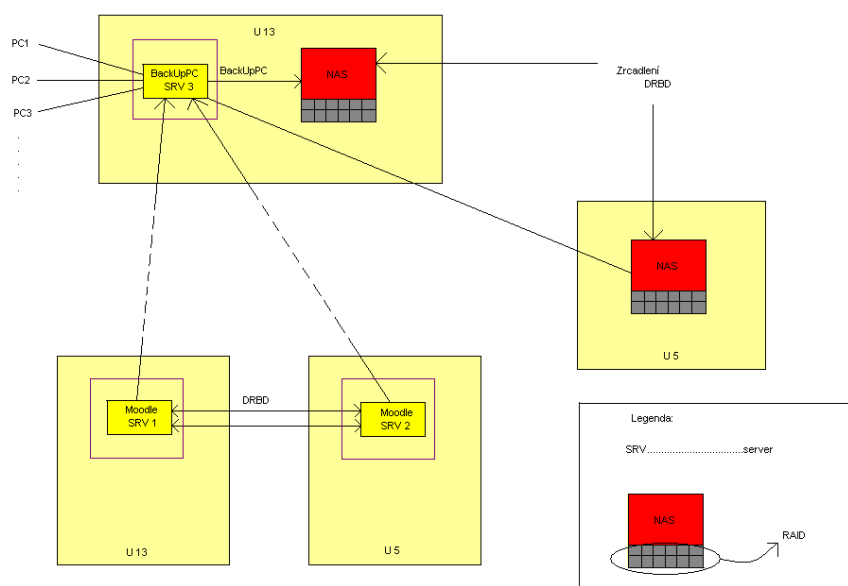 U 13
PC1
PC2
PC3
BackUpPC
SRV 3
BackUpPC
NAS
Zrcadlení
DRBD
NAS
U 5
Moodle
SRV 1
DRBD
Moodle
SRV 2
U 13
U 5
Legenda:
SRV................................server
NAS
RAID